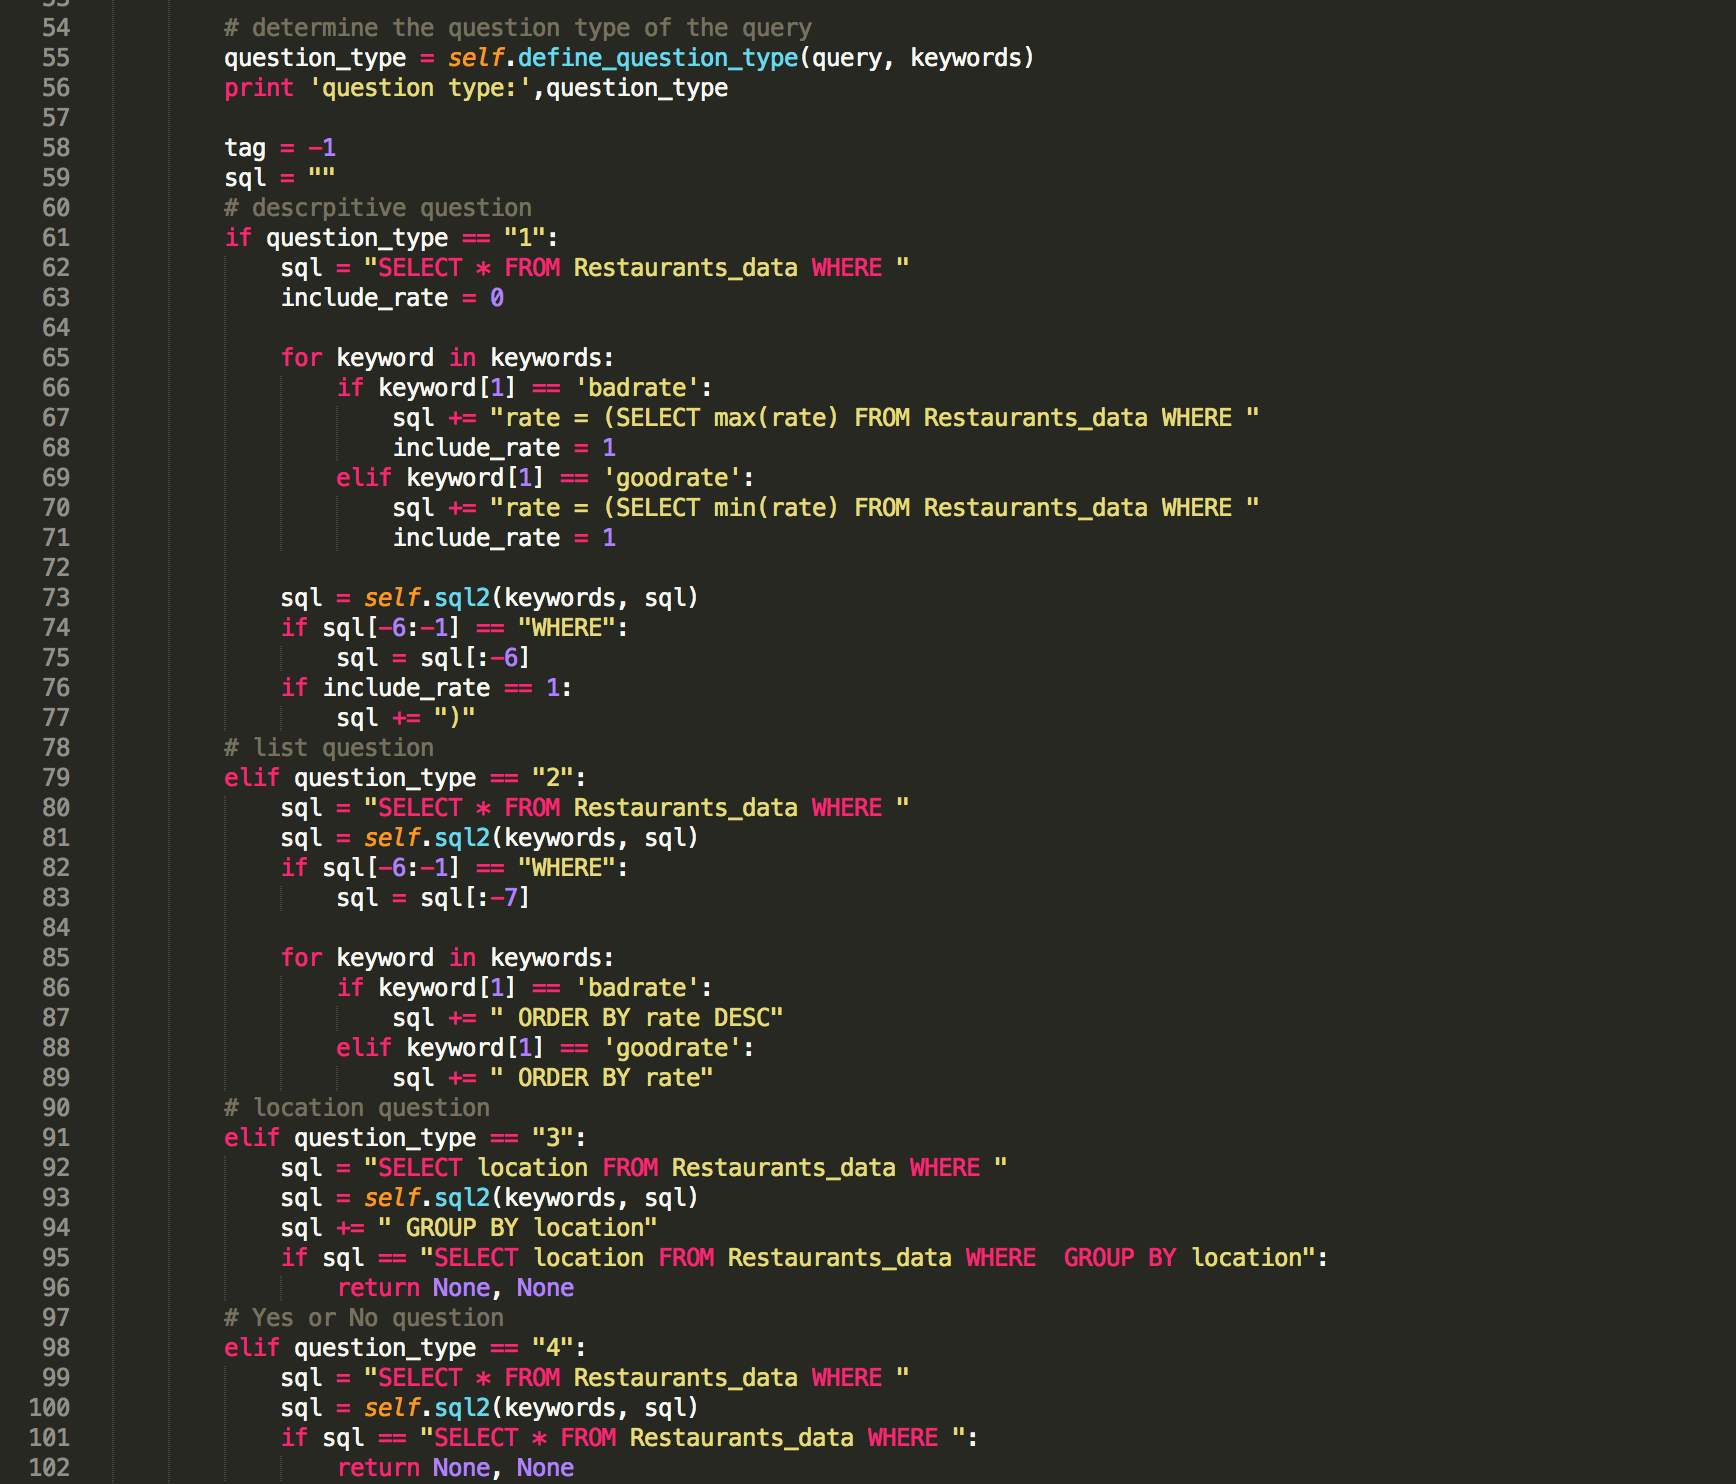 54 # determine the question type of the query
55 question_type = self.define_question_type(query, keywords)
56 print 'question type:',question_type
57
58 tag = -1
59 sql = ""
60 # descrpitive question
61 if question_type == "1":
62 sql = "SELECT * FROM Restaurants_data WHERE "
63 include_rate = 0
64
65 for keyword in keywords:
66 if keyword[1] == 'badrate':
67 sql += "rate = (SELECT max(rate) FROM Restaurants_data WHERE "
68 include_rate = 1
69 elif keyword[1] == 'goodrate':
70 sql += "rate = (SELECT min(rate) FROM Restaurants_data WHERE "
71 include_rate = 1
72
73 sql = self.sql2(keywords, sql)
74 if sql[-6:-1] == "WHERE":
75 sql = sql[:-6]
76 if include_rate == 1:
77 sql += ")"
78 # list question
79 elif question_type == "2":
80 sql = "SELECT * FROM Restaurants_data WHERE "
81 sql = self.sql2(keywords, sql)
82 if sql[-6:-1] == "WHERE":
83 sql = sql[:-7]
84
85 for keyword in keywords:
86 if keyword[1] == 'badrate':
87 sql += " ORDER BY rate DESC"
88 elif keyword[1] == 'goodrate':
89 sql += " ORDER BY rate"
90 # location question
91 elif question_type == "3":
92 sql = "SELECT location FROM Restaurants_data WHERE "
93 sql = self.sql2(keywords, sql)
94 sql += " GROUP BY location"
95 if sql == "SELECT location FROM Restaurants_data WHERE  GROUP BY location":
96 return None, None
97 # Yes or No question
98 elif question_type == "4":
99 sql = "SELECT * FROM Restaurants_data WHERE "
100 sql = self.sql2(keywords, sql)
101 if sql == "SELECT * FROM Restaurants_data WHERE ":
102 return None, None